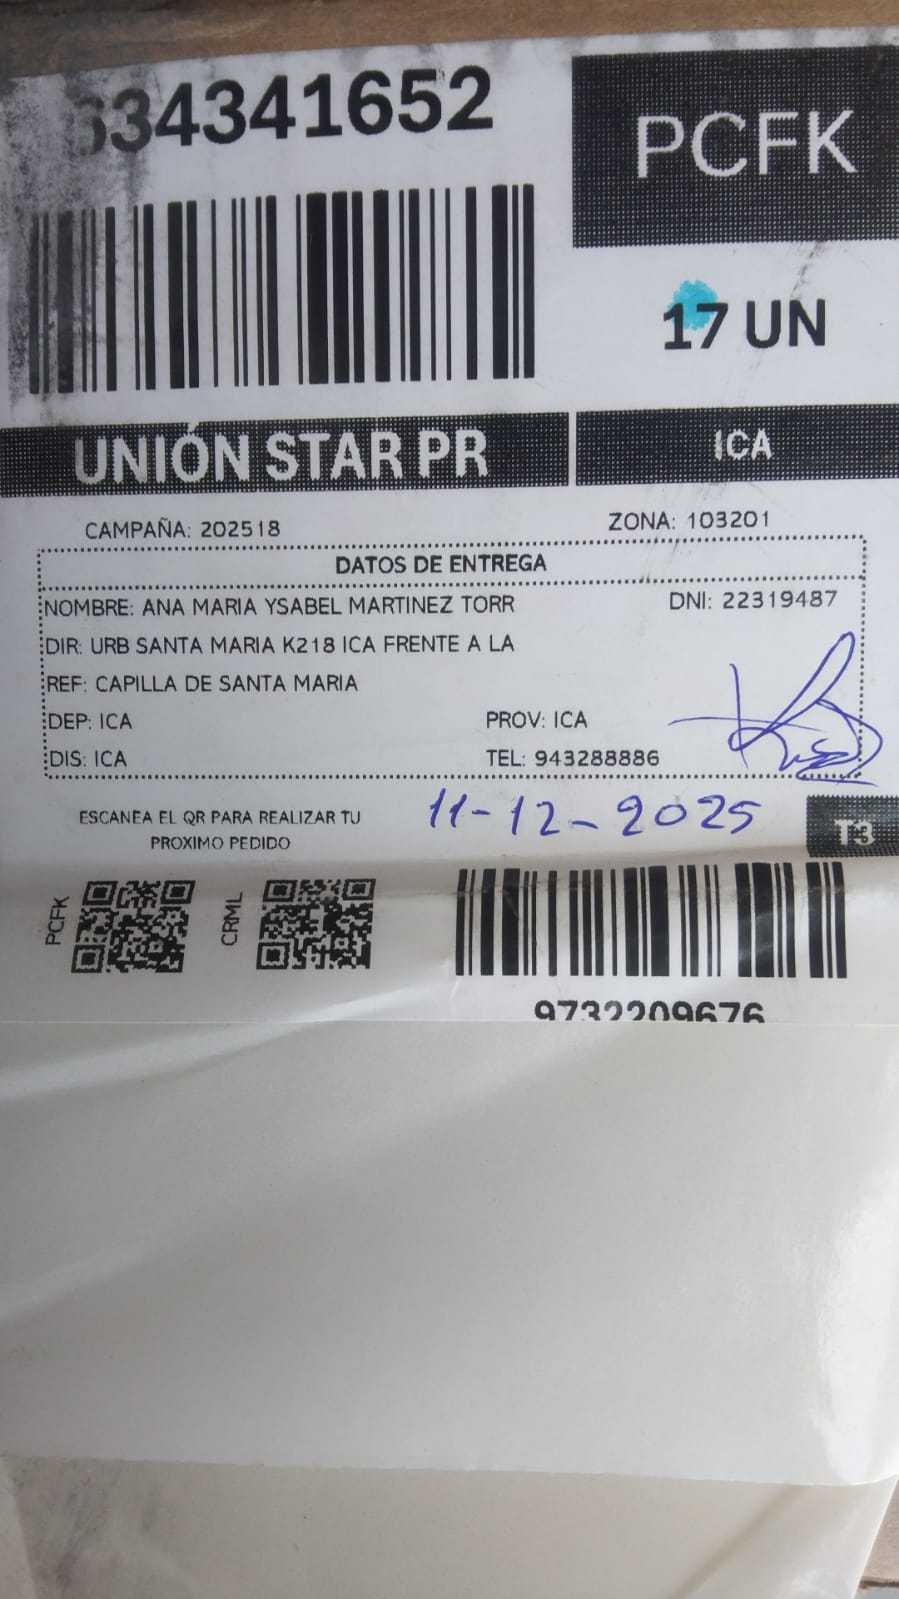 634341652
PCFK
17 UN
UNIÓN STAR PR
ICA
CAMPAÑA: 202518
ZONA: 103201
DATOS DE ENTREGA
NOMBRE: ANA MARIA YSABEL MARTINEZ TORR DNI: 22319487
DIR: URB SANTA MARIA K218 ICA FRENTE A LA
REF: CAPILLA DE SANTA MARIA
DEP: ICA PROV: ICA
DIS: ICA TEL: 943288886
11-12-2025
ESCANEA EL QR PARA REALIZAR TU
PROXIMO PEDIDO
T3
PCFK
CRML
9732209676